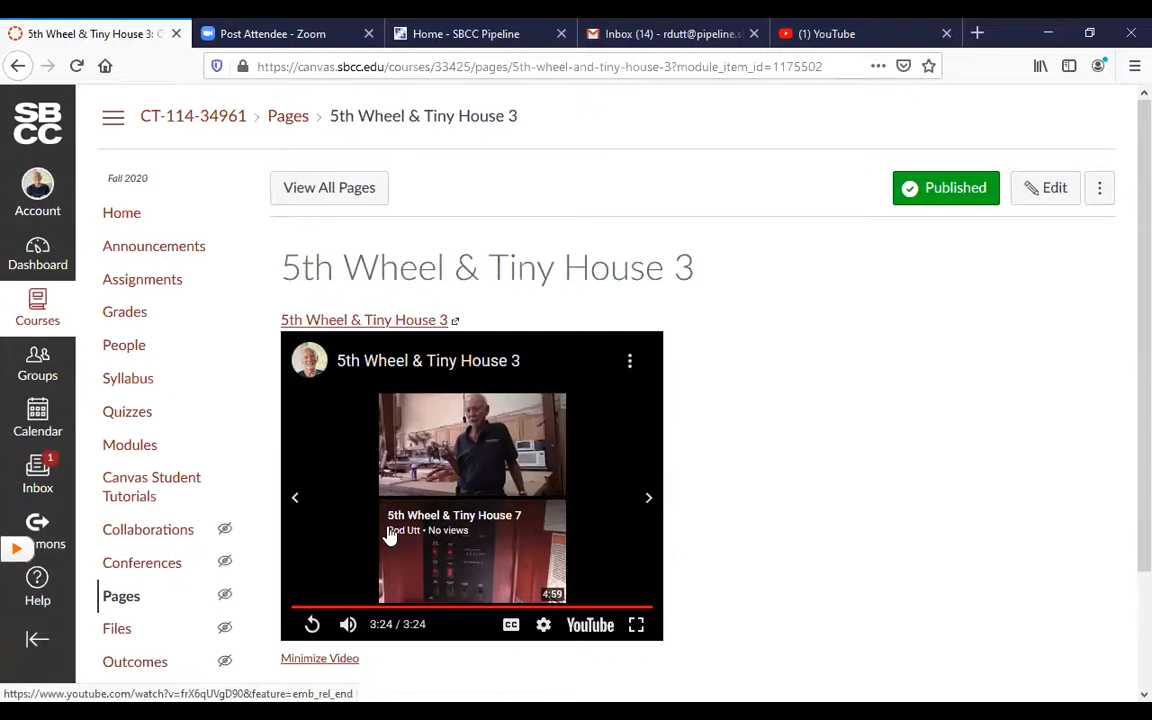 5th Wheel & Tiny House 3: C
Post Attendee - Zoom
Home - SBCC Pipeline
Inbox (14) - rdutt@pipeline.s
(1) YouTube
https://canvas.sbcc.edu/courses/33425/pages/5th-wheel-and-tiny-house-3?module_item_id=1175502
SB
CC
CT-114-34961 > Pages > 5th Wheel & Tiny House 3
Fall 2020
View All Pages
Published
Edit
Account
Dashboard
Courses
Groups
Calendar
1
Inbox
mmons
Help
Home
Announcements
Assignments
Grades
People
Syllabus
Quizzes
Modules
Canvas Student
Tutorials
Collaborations
Conferences
Pages
Files
Outcomes
5th Wheel & Tiny House 3
5th Wheel & Tiny House 3
5th Wheel & Tiny House 3
5th Wheel & Tiny House 7
Rod Utt • No views
4:59
3:24 / 3:24
CC
YouTube
Minimize Video
https://www.youtube.com/watch?v=frX6qUVgD90&feature=emb_rel_end